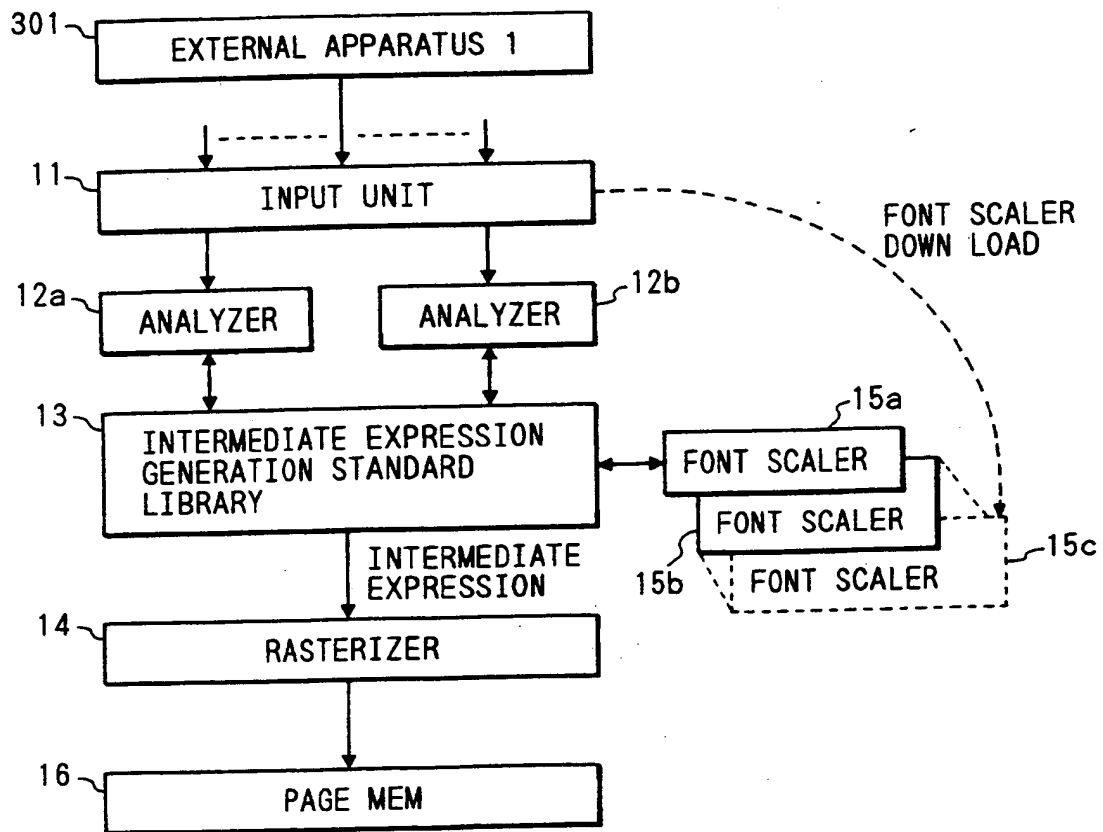 301
EXTERNAL APPARATUS 1
11
INPUT UNIT
FONT SCALER
DOWN LOAD
12a
ANALYZER
12b
ANALYZER
13
INTERMEDIATE EXPRESSION
GENERATION STANDARD
LIBRARY
15a
FONT SCALER
FONT SCALER
15b
FONT SCALER
15c
INTERMEDIATE
EXPRESSION
14
RASTERIZER
16
PAGE MEM